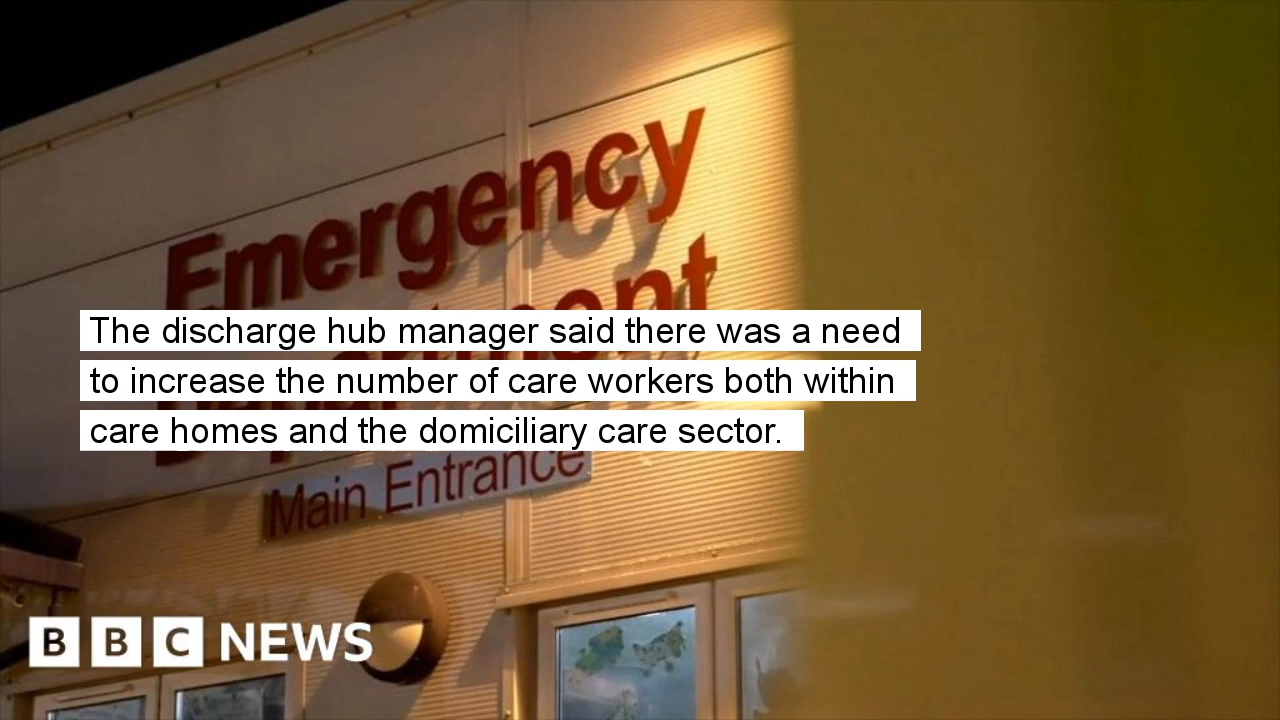 Emergency
Department
The discharge hub manager said there was a need
to increase the number of care workers both within
care homes and the domiciliary care sector.
Main Entrance
BBC NEWS